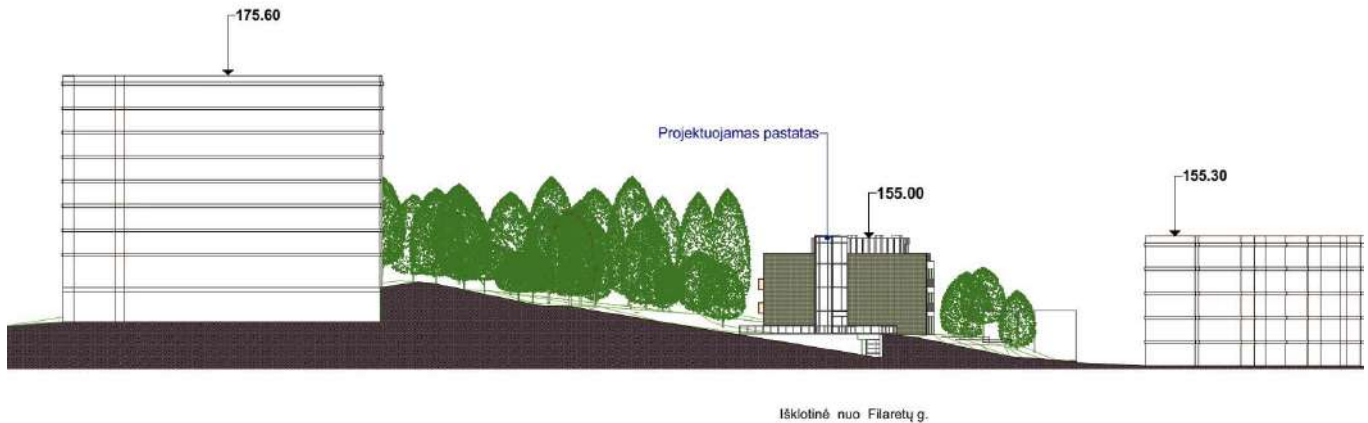 175.60
Projektuojamas pastatas
155.00
155.30
Išklotinė nuo Filaretų g.